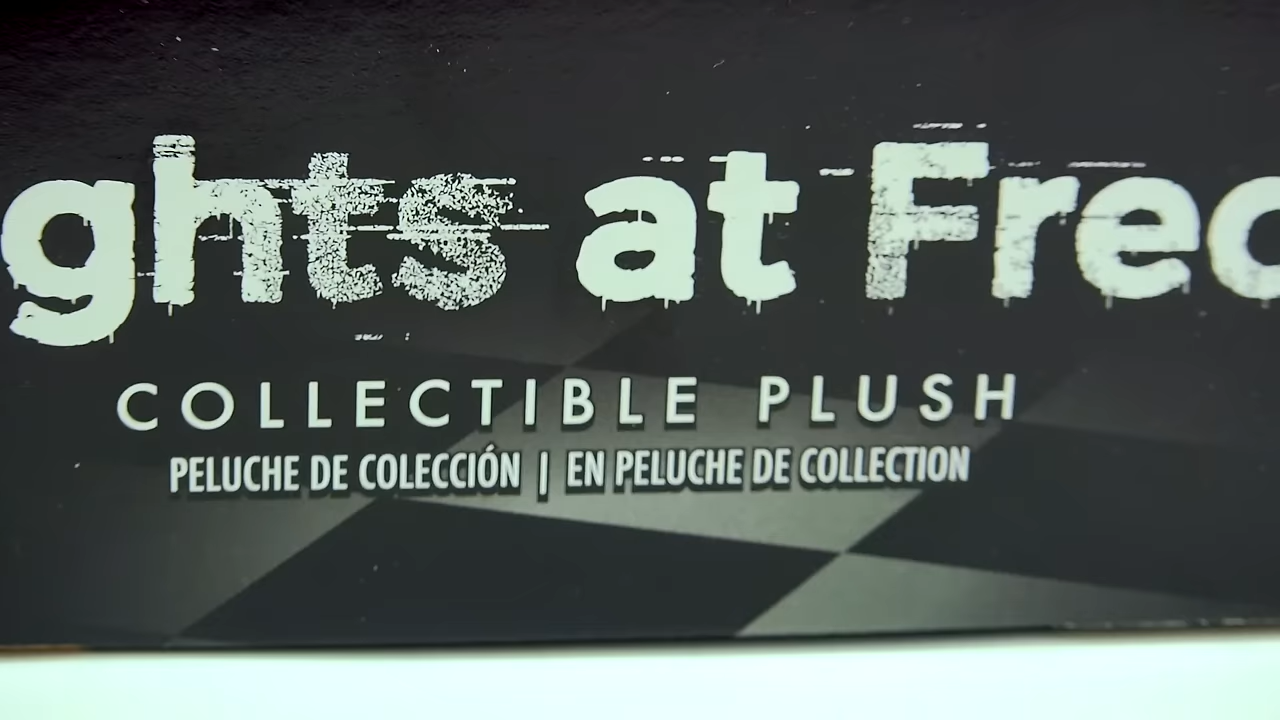 ghts at Fred
COLLECTIBLE PLUSH
PELUCHE DE COLECCIÓN | EN PELUCHE DE COLLECTION